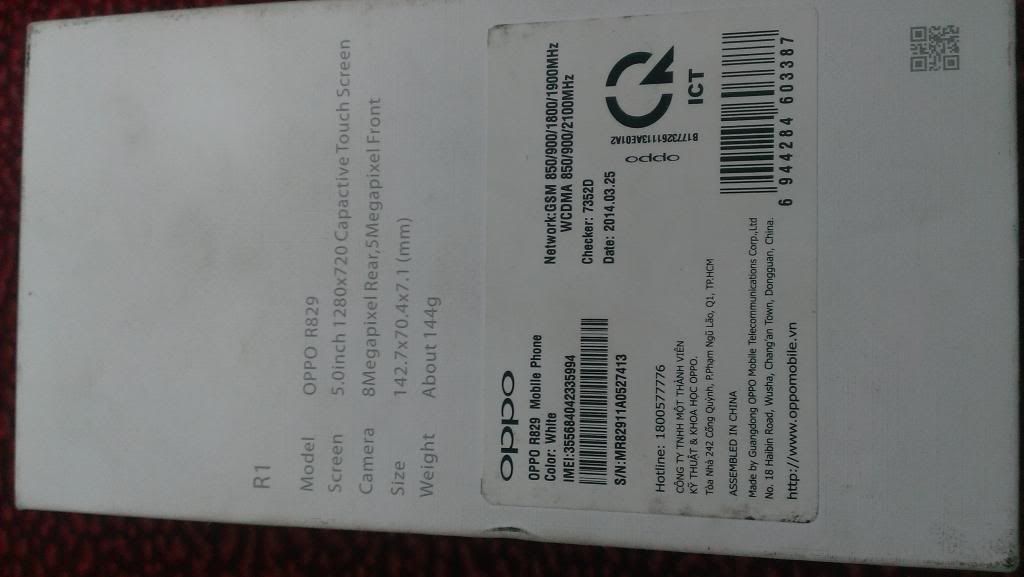 R1
Model OPPO R829
Screen 5.0inch 1280x720 Capactive Touch Screen
Camera 8Megapixel Rear,5Megapixel Front
Size 142.7x70.4x7.1 (mm)
Weight About 144g
oppo
OPPO R829 Mobile Phone
Color: White
IMEI:355684042335994
S/N:MR82911A0527413
Network:GSM 850/900/1800/1900MHz
WCDMA 850/900/2100MHz
Checker: 7352D
Date: 2014.03.25
ICT
B1773261113AE01A2
oppo
6 944284 603387
Hotline: 1800577776
CÔNG TY TNHH MỘT THÀNH VIÊN
KỸ THUẬT & KHOA HỌC OPPO.
Tòa Nhà 242 Cống Quỳnh, P.Phạm Ngũ Lão, Q1, TP.HCM
ASSEMBLED IN CHINA
Made by Guangdong OPPO Mobile Telecommunications Corp.,Ltd
No. 18 Haibin Road, Wusha, Chang'an Town, Dongguan, China.
http://www.oppomobile.vn